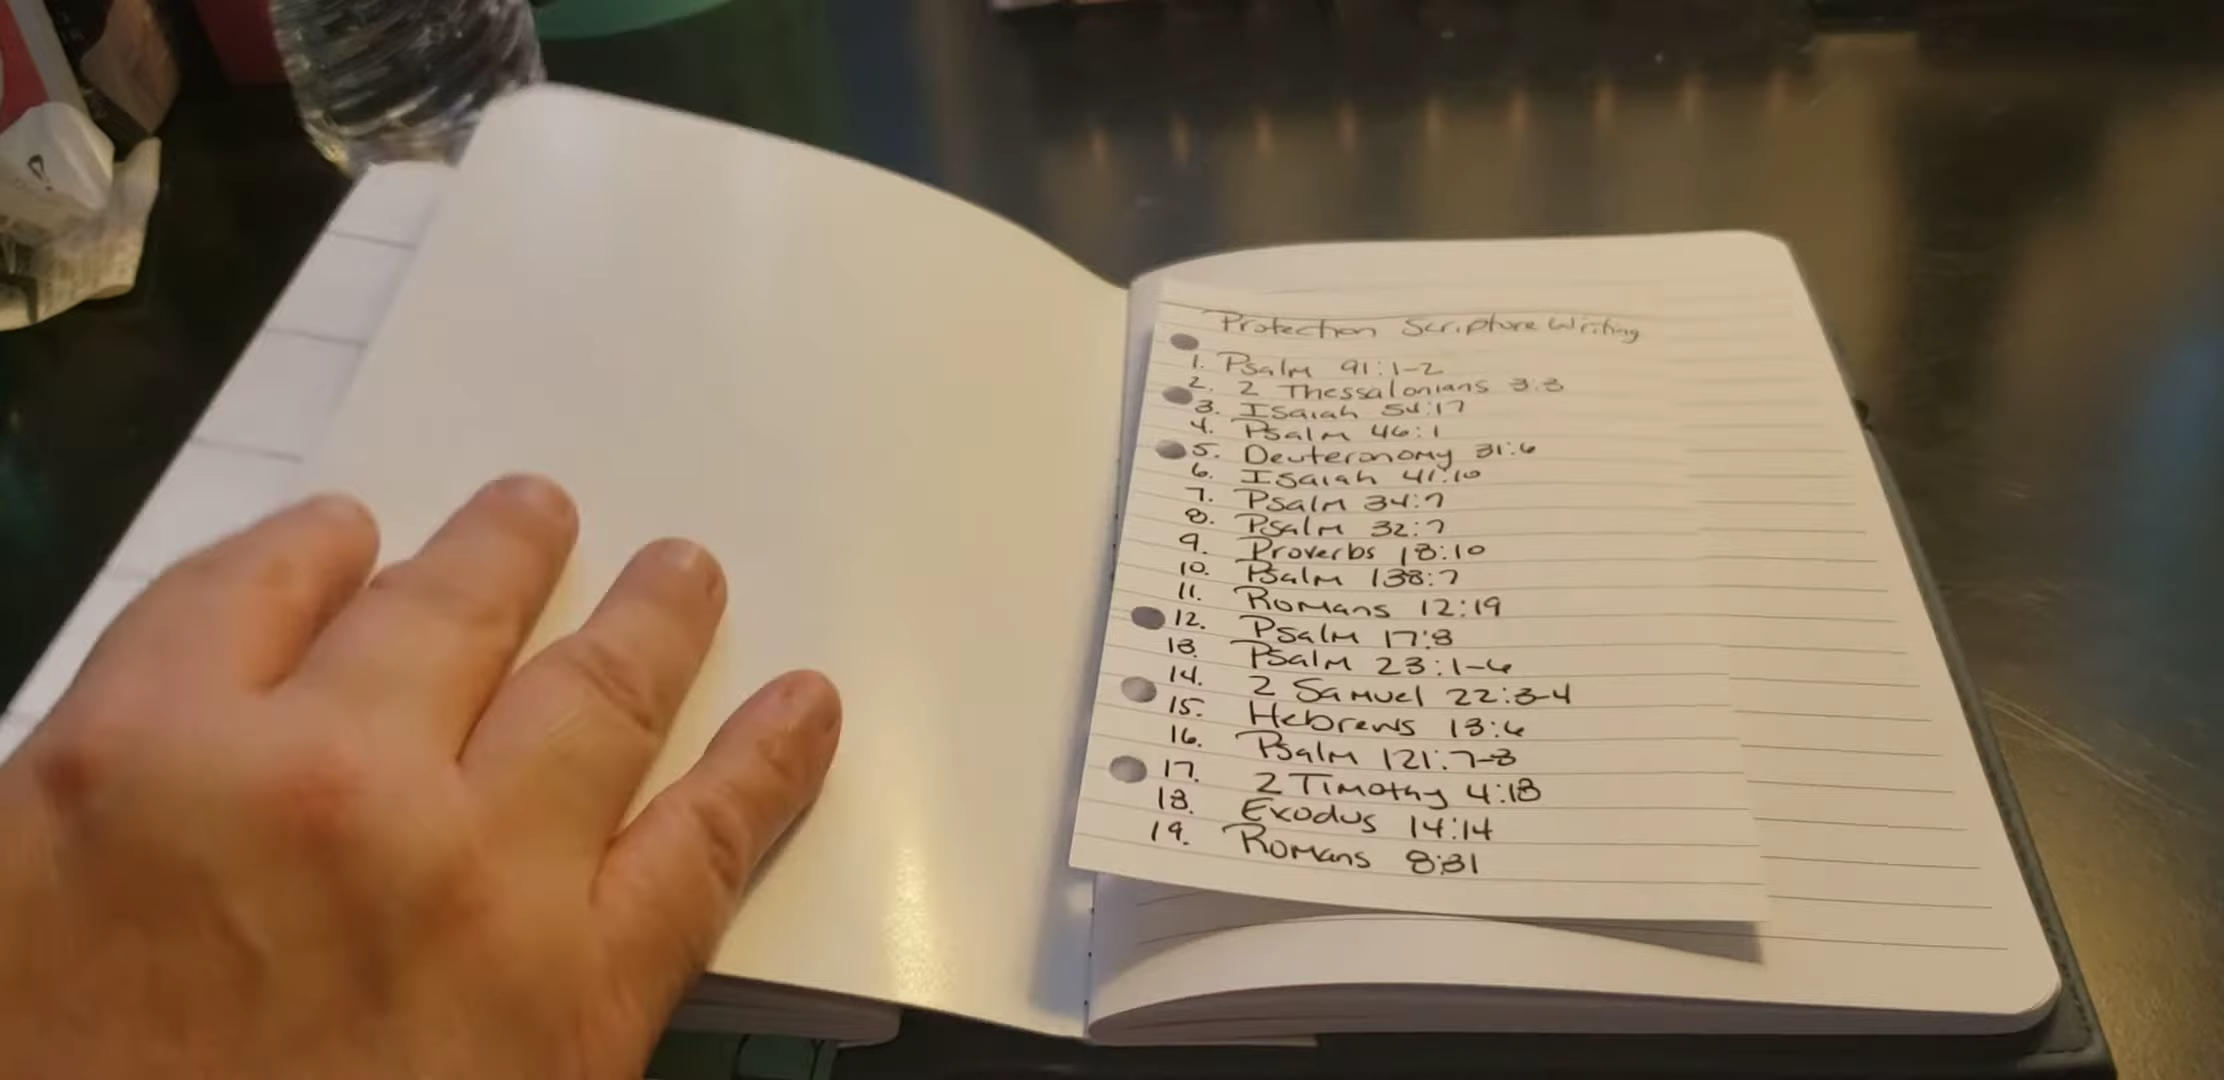 Protection Scripture Writing
1. Psalm 91:1-2
2. 2 Thessalonians 3:3
3. Isaiah 54:17
4. Psalm 46:1
5. Deuteronomy 31:6
6. Isaiah 41:10
7. Psalm 34:7
8. Psalm 32:7
9. Proverbs 18:10
10. Psalm 138:7
11. Romans 12:19
12. Psalm 17:8
13. Psalm 23:1-6
14. 2 Samuel 22:3-4
15. Hebrews 13:6
16. Psalm 121:7-8
17. 2 Timothy 4:18
18. Exodus 14:14
19. Romans 8:31